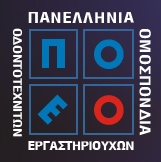 ΠΑΝΕΛΛΗΝΙΑ
ΟΜΟΣΠΟΝΔΙΑ
ΟΔΟΝΤΟΤΕΧΝΙΤΩΝ
ΕΡΓΑΣΤΗΡΙΟΥΧΩΝ
Π Ο
Ε Ο